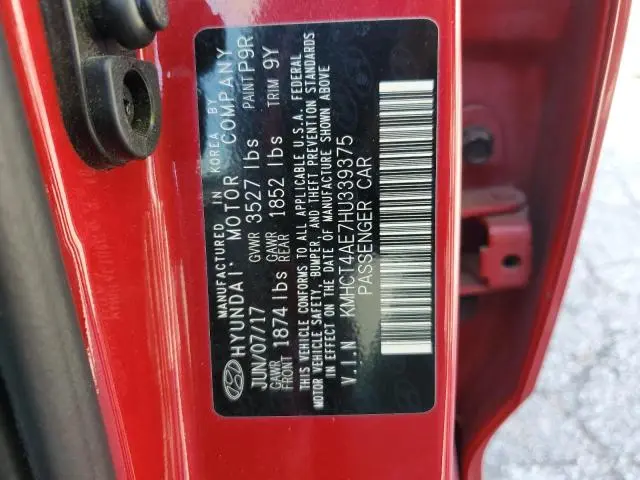 MANUFACTURED IN KOREA BY
HYUNDAI MOTOR COMPANY
JUN/07/17 GVWR 3527 lbs PAINT P9R
GAWR FRONT 1874 lbs GAWR REAR 1852 lbs TRIM 9Y
THIS VEHICLE CONFORMS TO ALL APPLICABLE U.S.A. FEDERAL
MOTOR VEHICLE SAFETY, BUMPER, AND THEFT PREVENTION STANDARDS
IN EFFECT ON THE DATE OF MANUFACTURE SHOWN ABOVE
V.I.N KMHCT4AE7HU339375
PASSENGER CAR